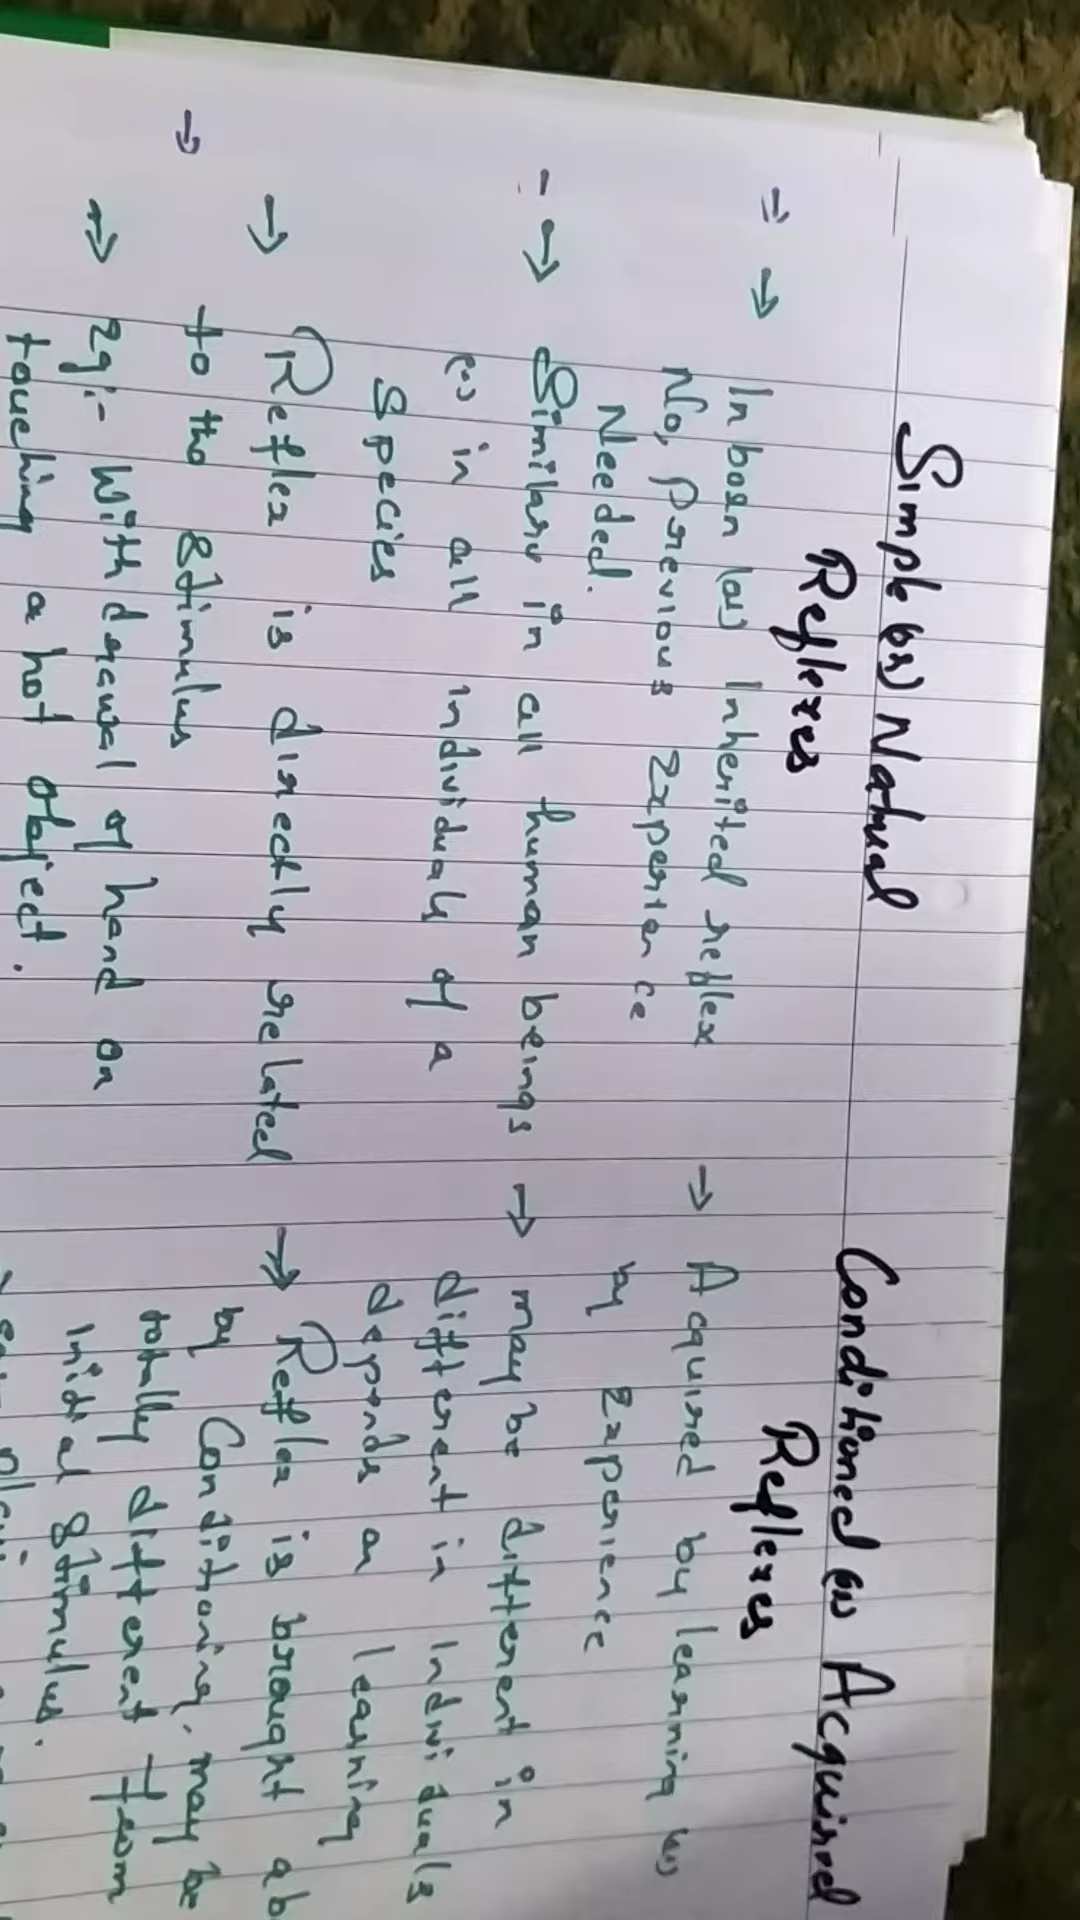 Simple (or) Natural
Reflexes
→ In born (or) Inherited reflex
No, Previous Experience
Needed.
→ Similar in all human beings
(or) in all individuals of a
Species
→ Reflex is directly related
to the stimulus
→ Eg:- With drawal of hand on
touching a hot object.
Conditioned (or) Acquired
Reflexes
→ Acquired by learning (or)
by Experience
→ may be different in
different in Individuals
depends on learning
→ Reflex is brought ab
by Conditioning. may be
totally different from
Initial stimulus.